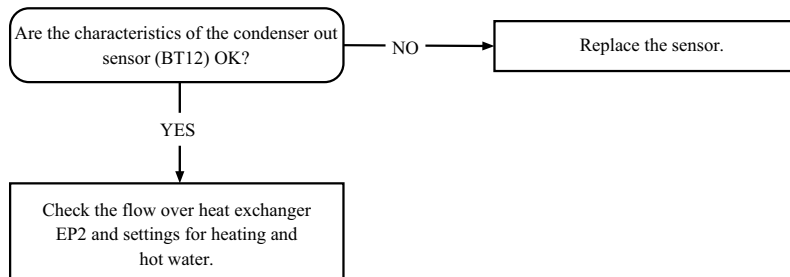 Are the characteristics of the condenser out
sensor (BT12) OK?
NO
Replace the sensor.
YES
Check the flow over heat exchanger
EP2 and settings for heating and
hot water.